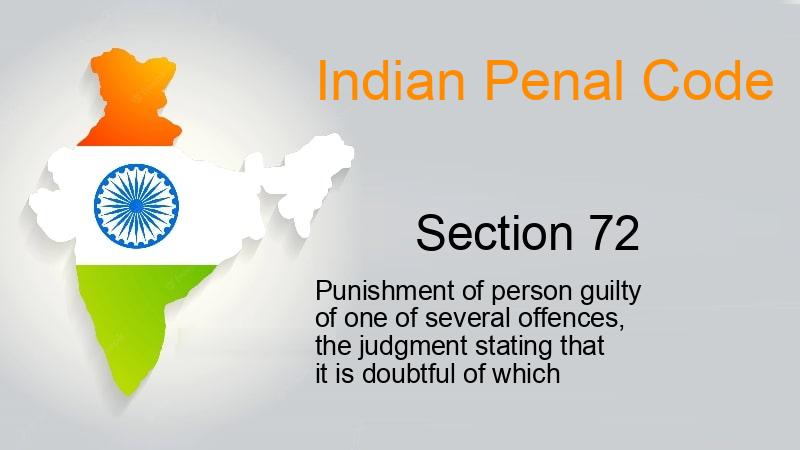 Indian Penal Code
Section 72
Punishment of person guilty
of one of several offences,
the judgment stating that
it is doubtful of which